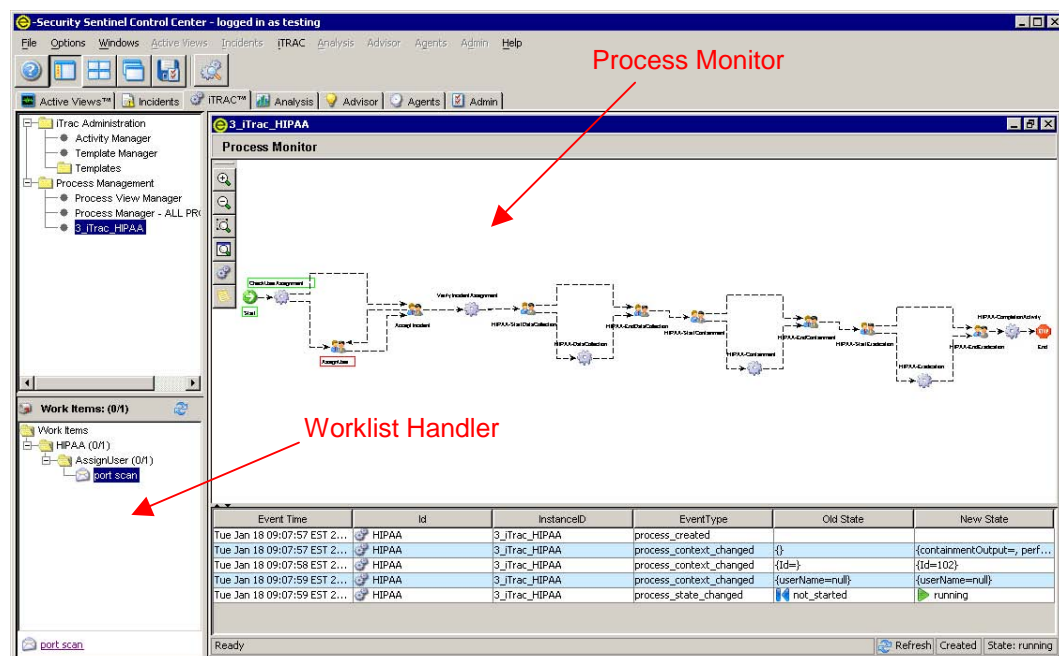 -Security Sentinel Control Center - logged in as testing
File Options Windows Active Views Incidents iTRAC Analysis Advisor Agents Admin Help
Process Monitor
Active Views™ Incidents iTRAC™ Analysis Advisor Agents Admin
iTrac Administration
Activity Manager
Template Manager
Templates
Process Management
Process View Manager
Process Manager - ALL PR
3_iTrac_HIPAA
3_iTrac_HIPAA
Process Monitor
CheckUser Assignment
Start
AssignUser
Accept Incident
Verify Incident Assignment
HIPAA-StartDataCollection
HIPAA-DataCollection
HIPAA-EndDataCollection
HIPAA-StartContainment
HIPAA-Containment
HIPAA-EndContainment
HIPAA-StartEradication
HIPAA-Eradication
HIPAA-EndEradication
HIPAA-CompletionActivity
STOP
End
Work Items: (0/1)
Work Items
HIPAA (0/1)
AssignUser (0/1)
port scan
Worklist Handler
Event Time Id InstanceID EventType Old State New State
Tue Jan 18 09:07:57 EST 2... HIPAA 3_iTrac_HIPAA process_created
Tue Jan 18 09:07:57 EST 2... HIPAA 3_iTrac_HIPAA process_context_changed {} {containmentOutput=, perf...
Tue Jan 18 09:07:58 EST 2... HIPAA 3_iTrac_HIPAA process_context_changed {Id=} {Id=102}
Tue Jan 18 09:07:59 EST 2... HIPAA 3_iTrac_HIPAA process_context_changed {userName=null} {userName=null}
Tue Jan 18 09:07:59 EST 2... HIPAA 3_iTrac_HIPAA process_state_changed not_started running
port scan
Ready Refresh Created State: running